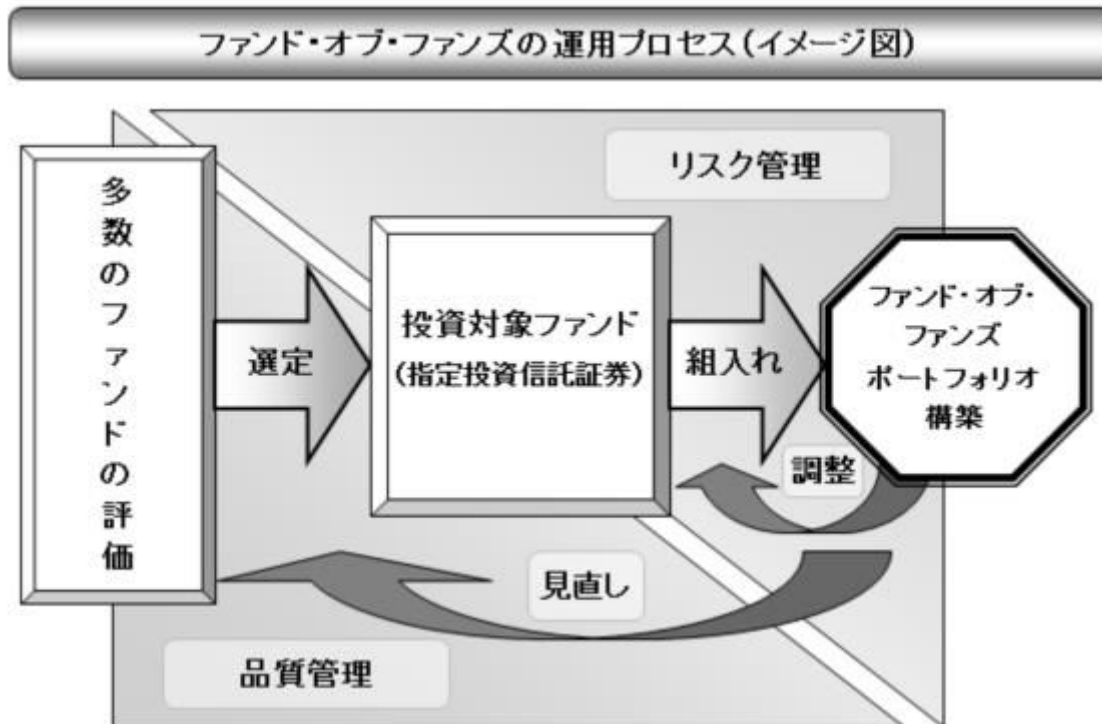 ファンド・オブ・ファンズの運用プロセス(イメージ図)
リスク管理
多数のファンドの評価
選定
投資対象ファンド
(指定投資信託証券)
組入れ
ファンド・オブ・
ファンズ
ポートフォリオ
構築
調整
見直し
品質管理